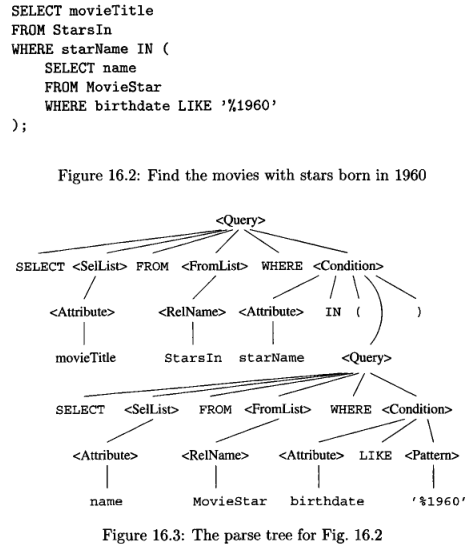 SELECT movieTitle
FROM StarsIn
WHERE starName IN (
SELECT name
FROM MovieStar
WHERE birthdate LIKE '%1960'
);
Figure 16.2: Find the movies with stars born in 1960
<Query>
SELECT <SelList> FROM <FromList> WHERE <Condition>
<Attribute> <RelName> <Attribute> IN ( )
movieTitle StarsIn starName <Query>
SELECT <SelList> FROM <FromList> WHERE <Condition>
<Attribute> <RelName> <Attribute> LIKE <Pattern>
name MovieStar birthdate '%1960'
Figure 16.3: The parse tree for Fig. 16.2